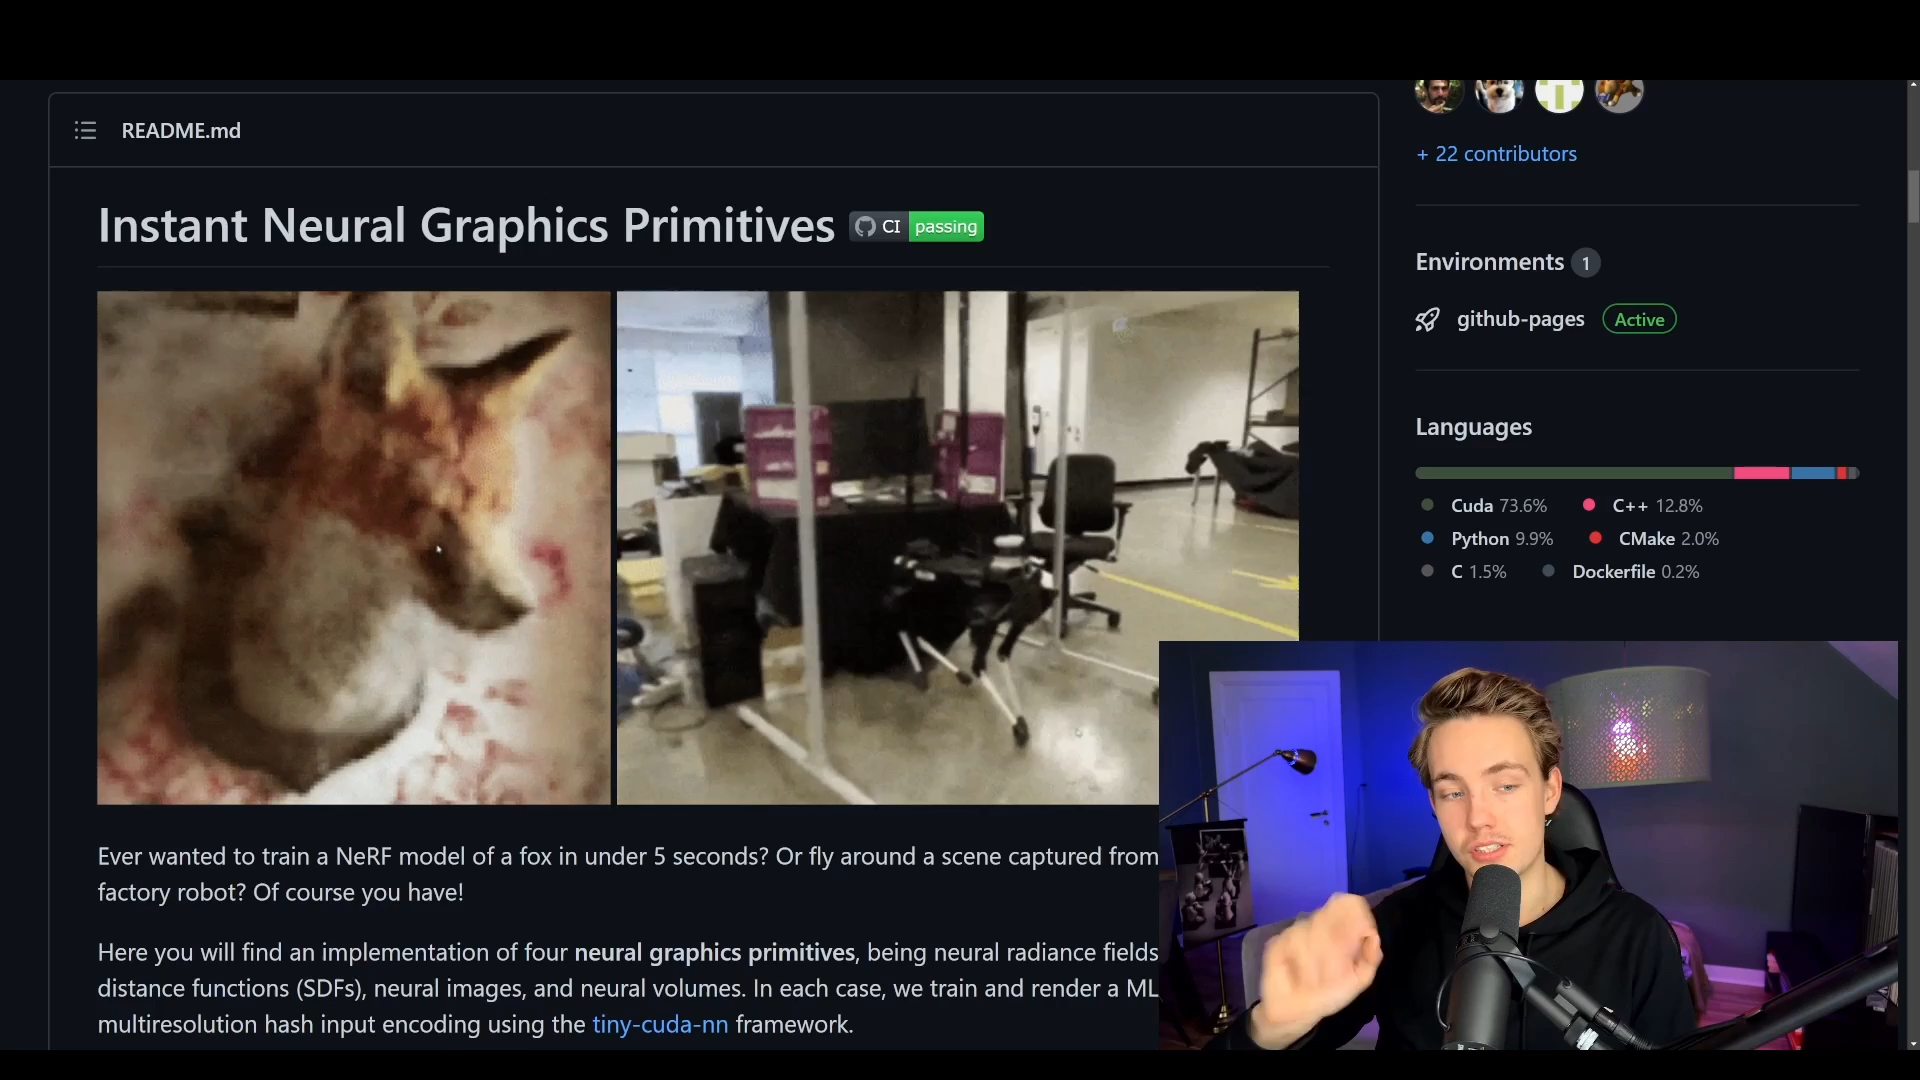 README.md
Instant Neural Graphics Primitives CI passing
Ever wanted to train a NeRF model of a fox in under 5 seconds? Or fly around a scene captured from
factory robot? Of course you have!
Here you will find an implementation of four neural graphics primitives, being neural radiance fields
distance functions (SDFs), neural images, and neural volumes. In each case, we train and render a ML
multiresolution hash input encoding using the tiny-cuda-nn framework.
+ 22 contributors
Environments 1
github-pages Active
Languages
Cuda 73.6% C++ 12.8%
Python 9.9% CMake 2.0%
C 1.5% Dockerfile 0.2%